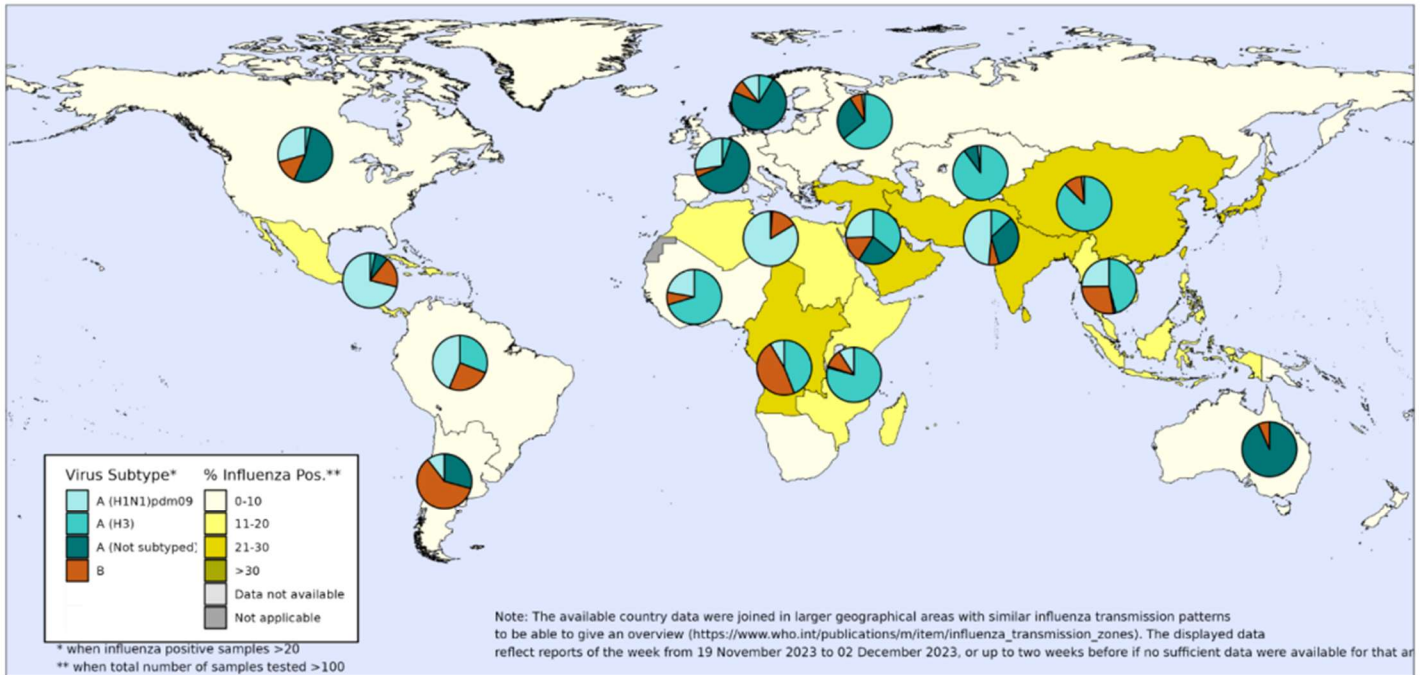 Virus Subtype*
A (H1N1)pdm09
A (H3)
A (Not subtyped)
B
% Influenza Pos.**
0-10
11-20
21-30
>30
Data not available
Not applicable
* when influenza positive samples >20
** when total number of samples tested >100
Note: The available country data were joined in larger geographical areas with similar influenza transmission patterns
to be able to give an overview (https://www.who.int/publications/m/item/influenza_transmission_zones). The displayed data
reflect reports of the week from 19 November 2023 to 02 December 2023, or up to two weeks before if no sufficient data were available for that